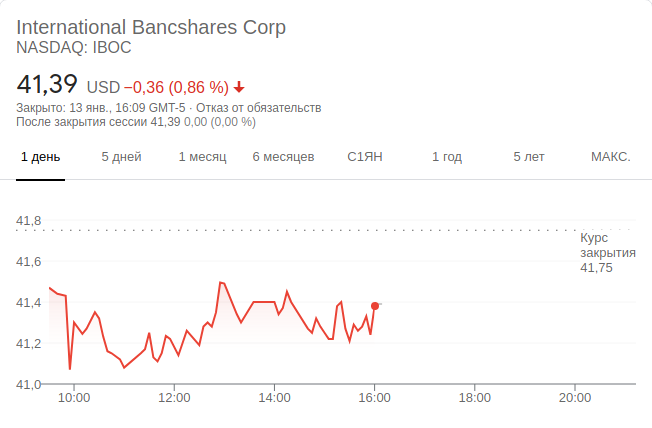 International Bancshares Corp
NASDAQ: IBOC
41,39 USD −0,36 (0,86 %)
Закрыто: 13 янв., 16:09 GMT-5 · Отказ от обязательств
После закрытия сессии 41,39 0,00 (0,00 %)
1 день 5 дней 1 месяц 6 месяцев С1ЯН 1 год 5 лет МАКС.
41,8
Курс
закрытия
41,75
41,6
41,4
41,2
41,0
10:00 12:00 14:00 16:00 18:00 20:00